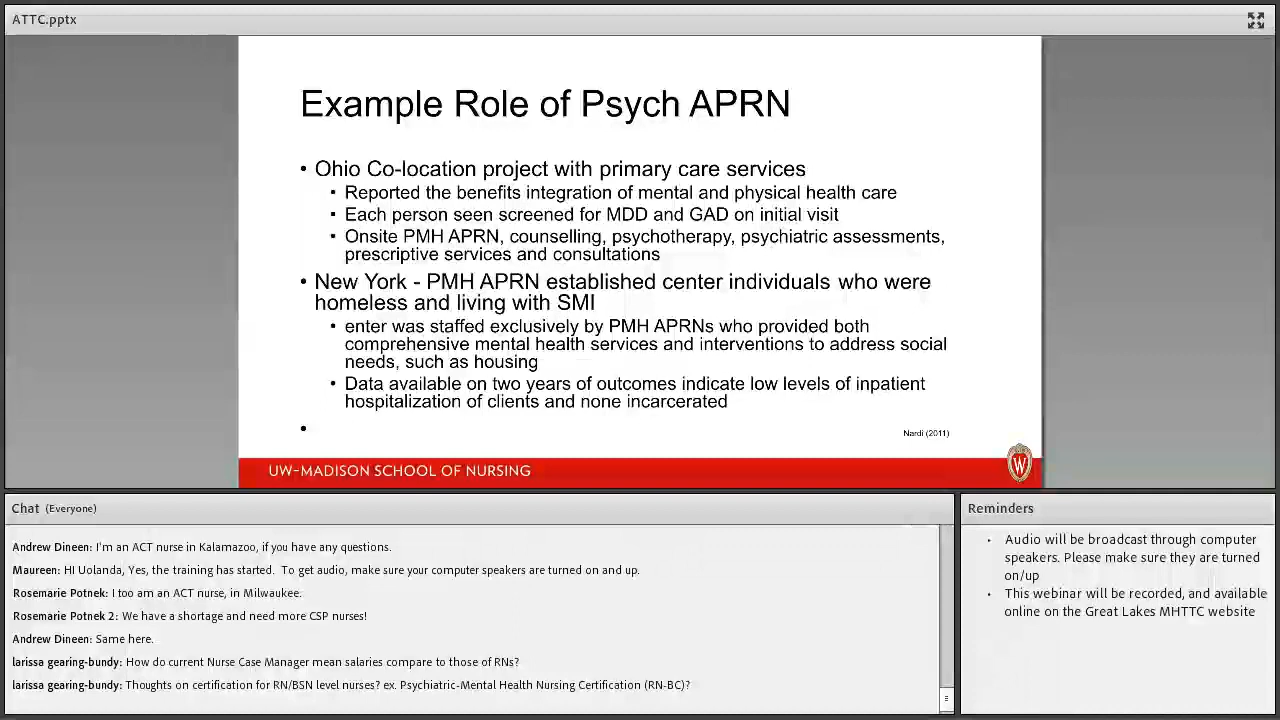 ATTC.pptx
Example Role of Psych APRN
• Ohio Co-location project with primary care services
▪ Reported the benefits integration of mental and physical health care
▪ Each person seen screened for MDD and GAD on initial visit
▪ Onsite PMH APRN, counselling, psychotherapy, psychiatric assessments,
prescriptive services and consultations
• New York - PMH APRN established center individuals who were
homeless and living with SMI
• enter was staffed exclusively by PMH APRNs who provided both
comprehensive mental health services and interventions to address social
needs, such as housing
• Data available on two years of outcomes indicate low levels of inpatient
hospitalization of clients and none incarcerated
•
Nardi (2011)
UW-MADISON SCHOOL OF NURSING
W
Chat (Everyone)
Andrew Dineen: I'm an ACT nurse in Kalamazoo, if you have any questions.
Maureen: HI Uolanda, Yes, the training has started. To get audio, make sure your computer speakers are turned on and up.
Rosemarie Potnek: I too am an ACT nurse, in Milwaukee.
Rosemarie Potnek 2: We have a shortage and need more CSP nurses!
Andrew Dineen: Same here.
larissa gearing-bundy: How do current Nurse Case Manager mean salaries compare to those of RNs?
larissa gearing-bundy: Thoughts on certification for RN/BSN level nurses? ex. Psychiatric-Mental Health Nursing Certification (RN-BC)?
Reminders
• Audio will be broadcast through computer
speakers. Please make sure they are turned
on/up
• This webinar will be recorded, and available
online on the Great Lakes MHTTC website